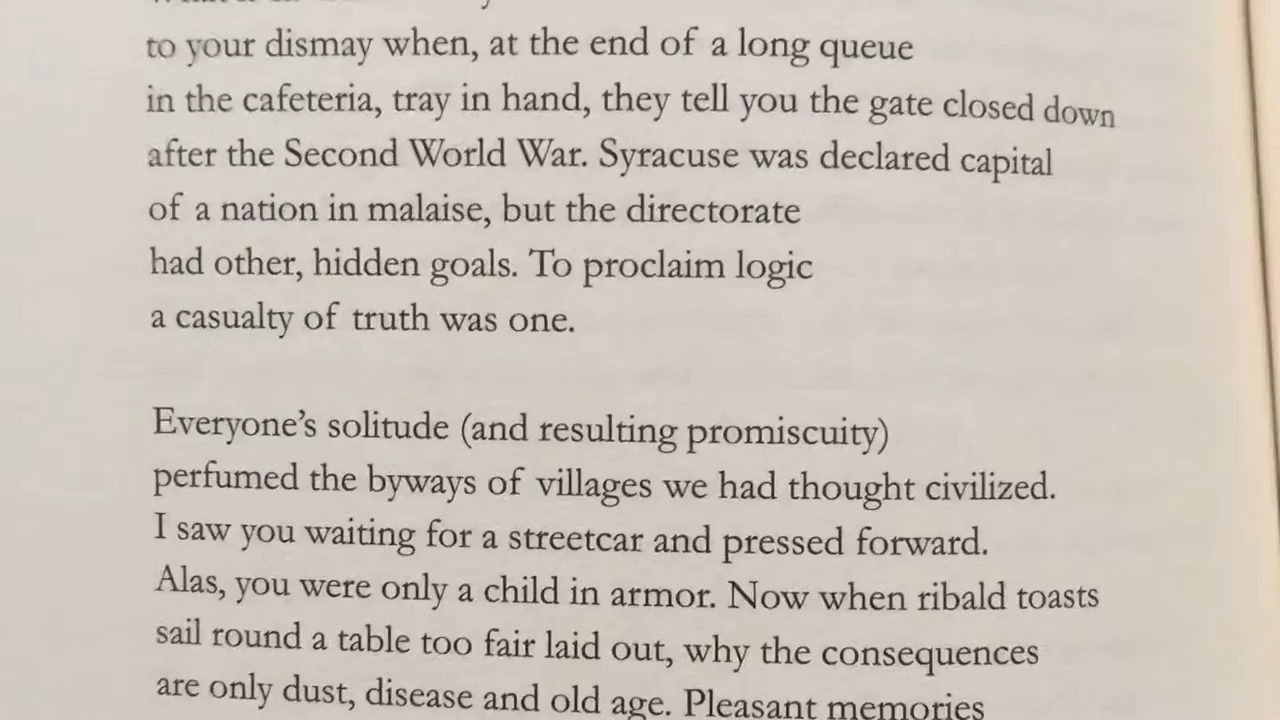 to your dismay when, at the end of a long queue
in the cafeteria, tray in hand, they tell you the gate closed down
after the Second World War. Syracuse was declared capital
of a nation in malaise, but the directorate
had other, hidden goals. To proclaim logic
a casualty of truth was one.
Everyone’s solitude (and resulting promiscuity)
perfumed the byways of villages we had thought civilized.
I saw you waiting for a streetcar and pressed forward.
Alas, you were only a child in armor. Now when ribald toasts
sail round a table too fair laid out, why the consequences
are only dust, disease and old age. Pleasant memories